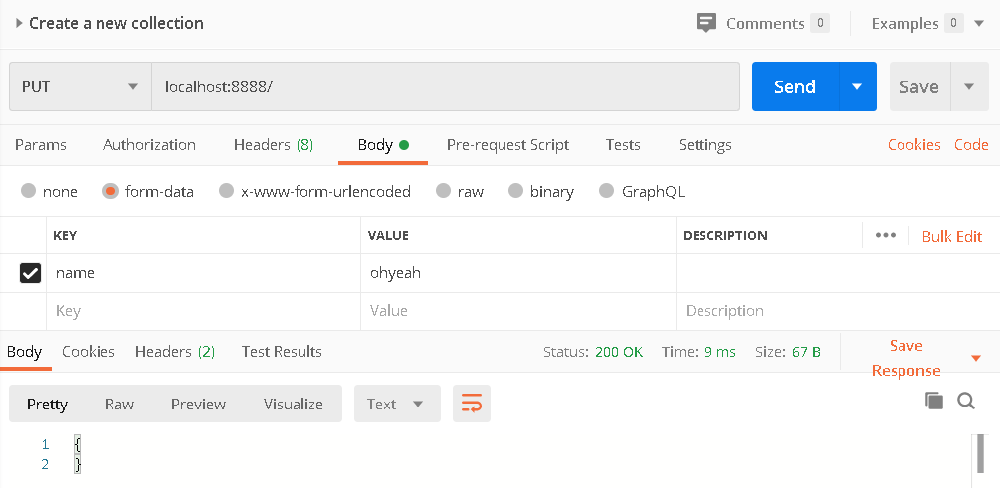 Create a new collection Comments 0 Examples 0
PUT localhost:8888/ Send Save
Params Authorization Headers (8) Body Pre-request Script Tests Settings Cookies Code
none form-data x-www-form-urlencoded raw binary GraphQL
KEY VALUE DESCRIPTION ••• Bulk Edit
name ohyeah
Key Value Description
Body Cookies Headers (2) Test Results Status: 200 OK Time: 9 ms Size: 67 B Save Response
Pretty Raw Preview Visualize Text
1 {
2 }